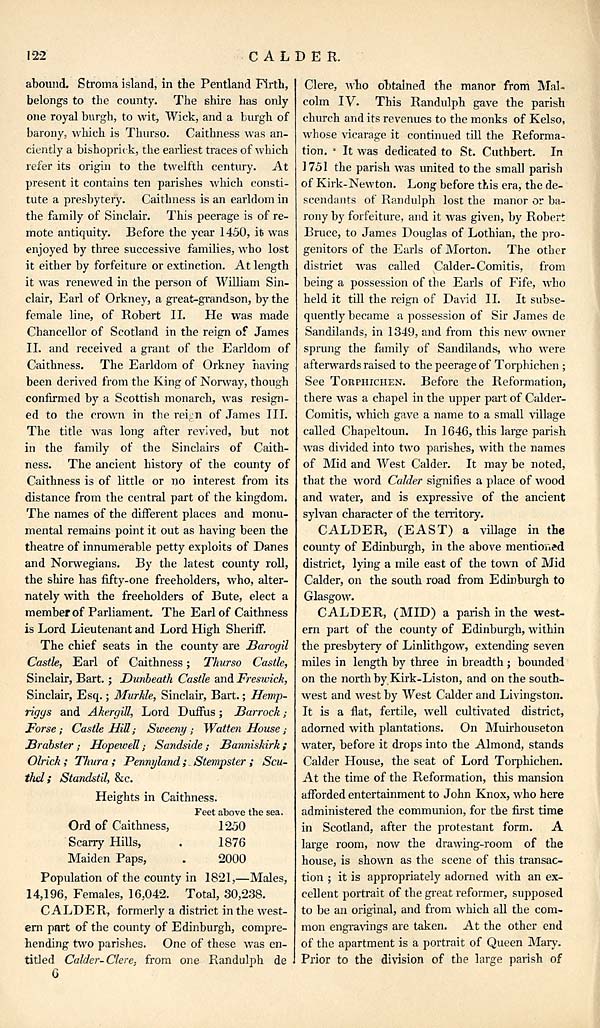 122
CALDER.
abound. Stroma island, in the Pentland Firth,
belongs to the county. The shire has only
one royal burgh, to wit, Wick, and a burgh of
barony, which is Thurso. Caithness was an-
ciently a bishoprick, the earliest traces of which
refer its origin to the twelfth century. At
present it contains ten parishes which consti-
tute a presbytery. Caithness is an earldom in
the family of Sinclair. This peerage is of re-
mote antiquity. Before the year 1450, it was
enjoyed by three successive families, who lost
it either by forfeiture or extinction. At length
it was renewed in the person of William Sin-
clair, Earl of Orkney, a great-grandson, by the
female line, of Robert II. He was made
Chancellor of Scotland in the reign of James
II. and received a grant of the Earldom of
Caithness. The Earldom of Orkney having
been derived from the King of Norway, though
confirmed by a Scottish monarch, was resign-
ed to the crown in the reign of James III.
The title was long after revived, but not
in the family of the Sinclairs of Caith-
ness. The ancient history of the county of
Caithness is of little or no interest from its
distance from the central part of the kingdom.
The names of the different places and monu-
mental remains point it out as having been the
theatre of innumerable petty exploits of Danes
and Norwegians. By the latest county roll,
the shire has fifty-one freeholders, who, alter-
nately with the freeholders of Bute, elect a
member of Parliament. The Earl of Caithness
is Lord Lieutenant and Lord High Sheriff.
The chief seats in the county are Barogil
Castle, Earl of Caithness; Thurso Castle,
Sinclair, Bart.; Dunbeath Castle and Freswick,
Sinclair, Esq.; Murkle, Sinclair, Bart.; Hemp-
riggs and Akergill, Lord Duffus; Barrock;
Forse; Castle Hill; Sweeny; Watten House;
Brabster; Hopewell; Sandside; Banniskirk;
Olrick; Thura; Pennyland; Stempster; Scu-
thel; Standstil, &c.
Heights in Caithness.
Feet above the sea.
Ord of Caithness, 1250
Scarry Hills, . 1876
Maiden Paps, . 2000
Population of the county in 1821,—Males,
14,196, Females, 16,042. Total, 30,238.
CALDER, formerly a district in the west-
ern part of the county of Edinburgh, compre-
hending two parishes. One of these was en-
titled Calder-Clere, from one Randulph de
G
Clere, who obtained the manor from Mal-
colm IV. This Randulph gave the parish
church and its revenues to the monks of Kelso,
whose vicarage it continued till the Reforma-
tion. It was dedicated to St. Cuthbert. In
1751 the parish was united to the small parish
of Kirk-Newton. Long before this era, the de-
scendants of Randulph lost the manor or ba-
rony by forfeiture, and it was given, by Robert
Bruce, to James Douglas of Lothian, the pro-
genitors of the Earls of Morton. The other
district was called Calder-Comitis, from
being a possession of the Earls of Fife, who
held it till the reign of David II. It subse-
quently became a possession of Sir James de
Sandilands, in 1349, and from this new owner
sprung the family of Sandilands, who were
afterwards raised to the peerage of Torphichen;
See TORPHICHEN. Before the Reformation,
there was a chapel in the upper part of Calder-
Comitis, which gave a name to a small village
called Chapeltoun. In 1646, this large parish
was divided into two parishes, with the names
of Mid and West Calder. It may be noted,
that the word Calder signifies a place of wood
and water, and is expressive of the ancient
sylvan character of the territory.
CALDER, (EAST) a village in the
county of Edinburgh, in the above mentioned
district, lying a mile east of the town of Mid
Calder, on the south road from Edinburgh to
Glasgow.
CALDER, (MID) a parish in the west-
ern part of the county of Edinburgh, within
the presbytery of Linlithgow, extending seven
miles in length by three in breadth; bounded
on the north by Kirk-Liston, and on the south-
west and west by West Calder and Livingston.
It is a flat, fertile, well cultivated district,
adorned with plantations. On Muirhouseton
water, before it drops into the Almond, stands
Calder House, the seat of Lord Torphichen.
At the time of the Reformation, this mansion
afforded entertainment to John Knox, who here
administered the communion, for the first time
in Scotland, after the protestant form. A
large room, now the drawing-room of the
house, is shown as the scene of this transac-
tion; it is appropriately adorned with an ex-
cellent portrait of the great reformer, supposed
to be an original, and from which all the com-
mon engravings are taken. At the other end
of the apartment is a portrait of Queen Mary.
Prior to the division of the large parish of